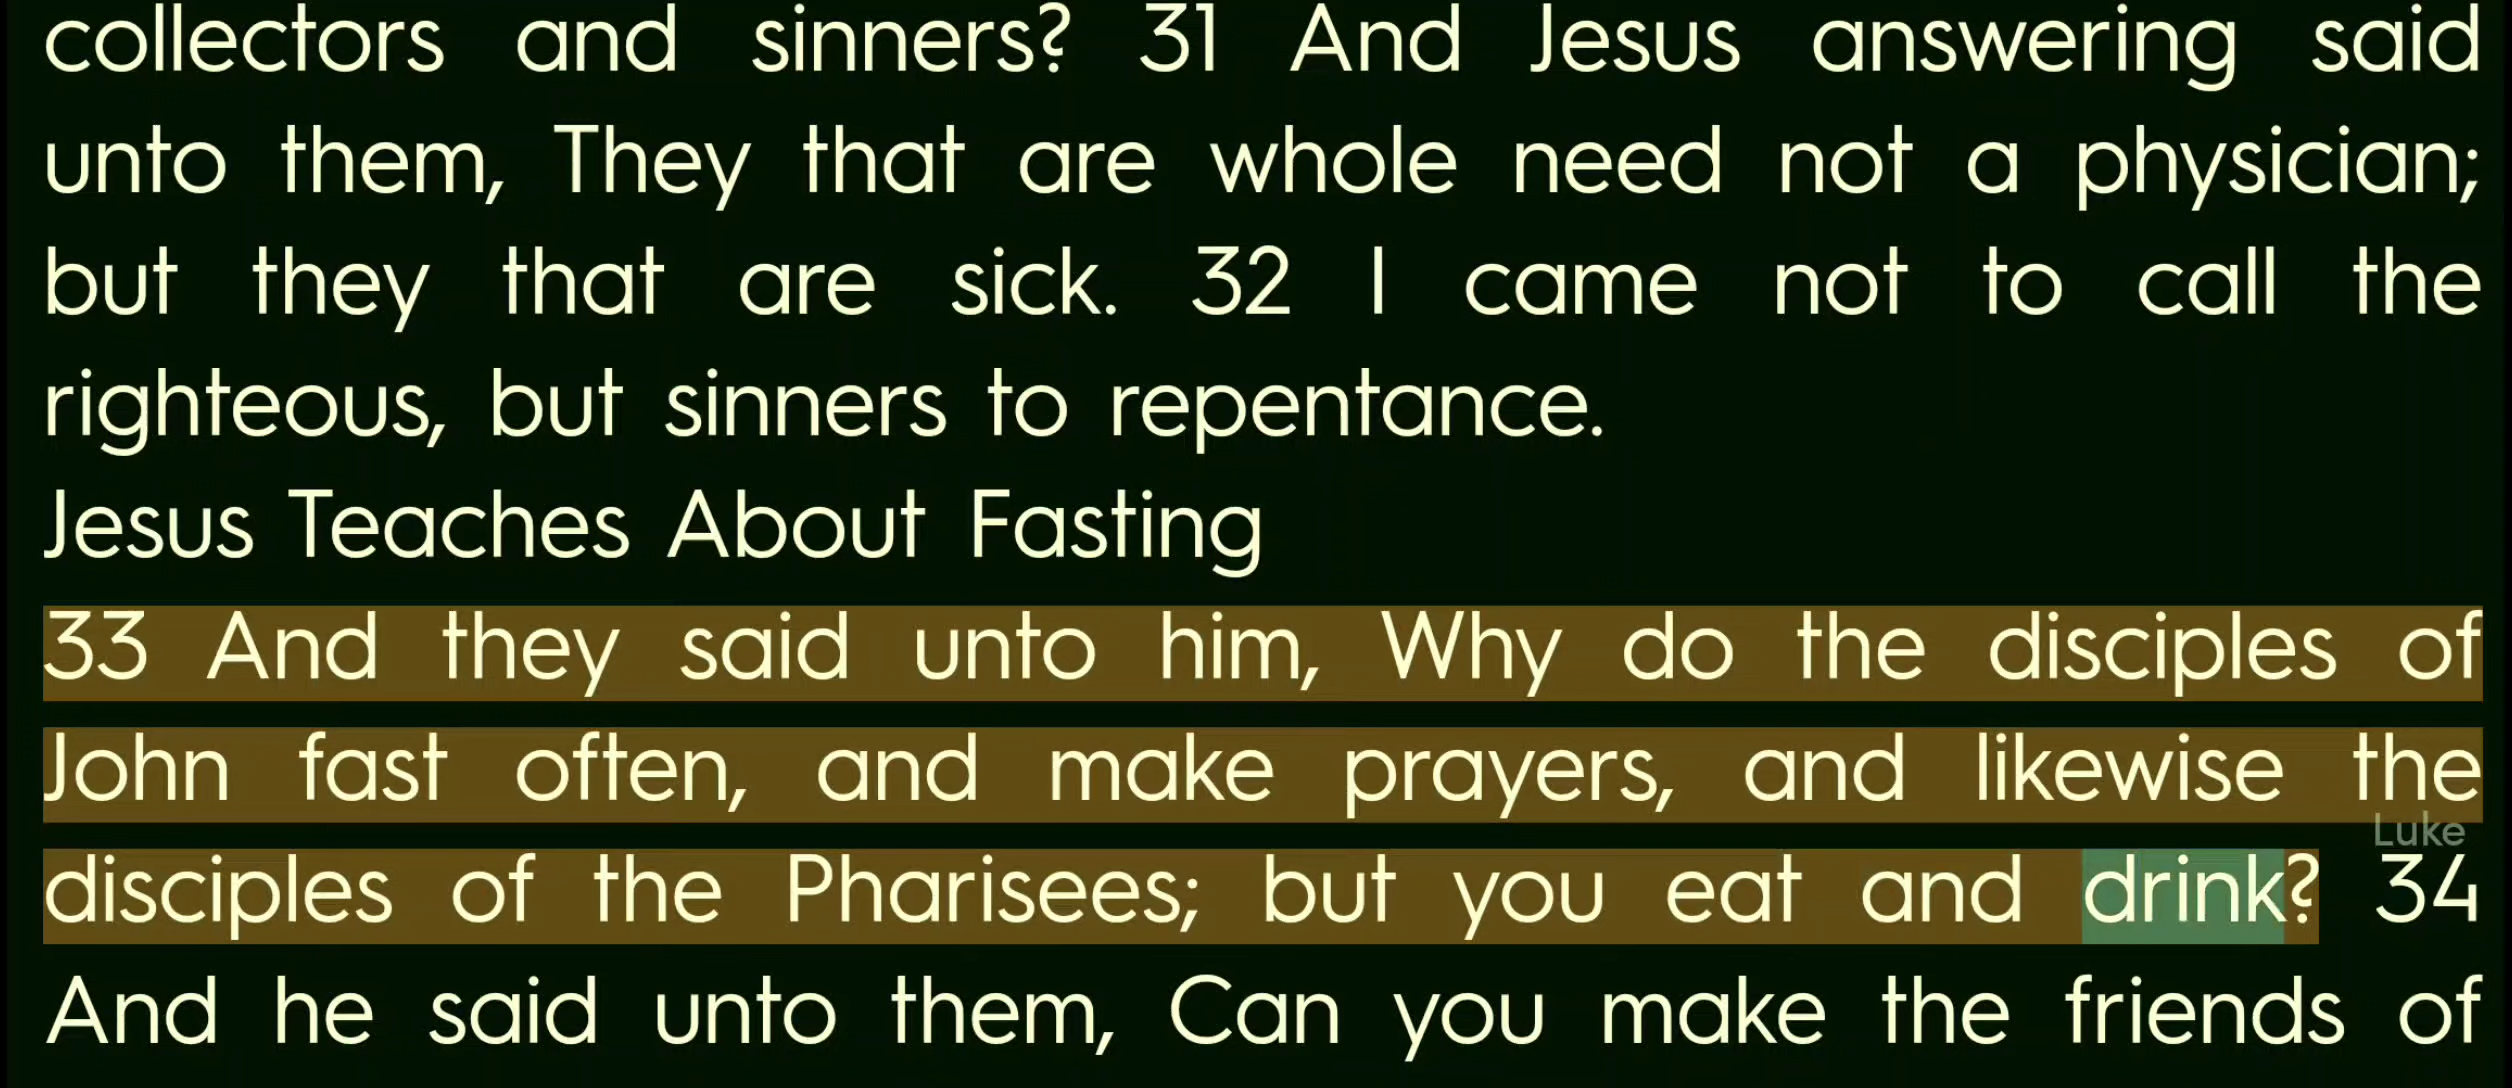 collectors and sinners? 31 And Jesus answering said
unto them, They that are whole need not a physician;
but they that are sick. 32 I came not to call the
righteous, but sinners to repentance.
Jesus Teaches About Fasting
33 And they said unto him, Why do the disciples of
John fast often, and make prayers, and likewise the
Luke
disciples of the Pharisees; but you eat and drink? 34
And he said unto them, Can you make the friends of